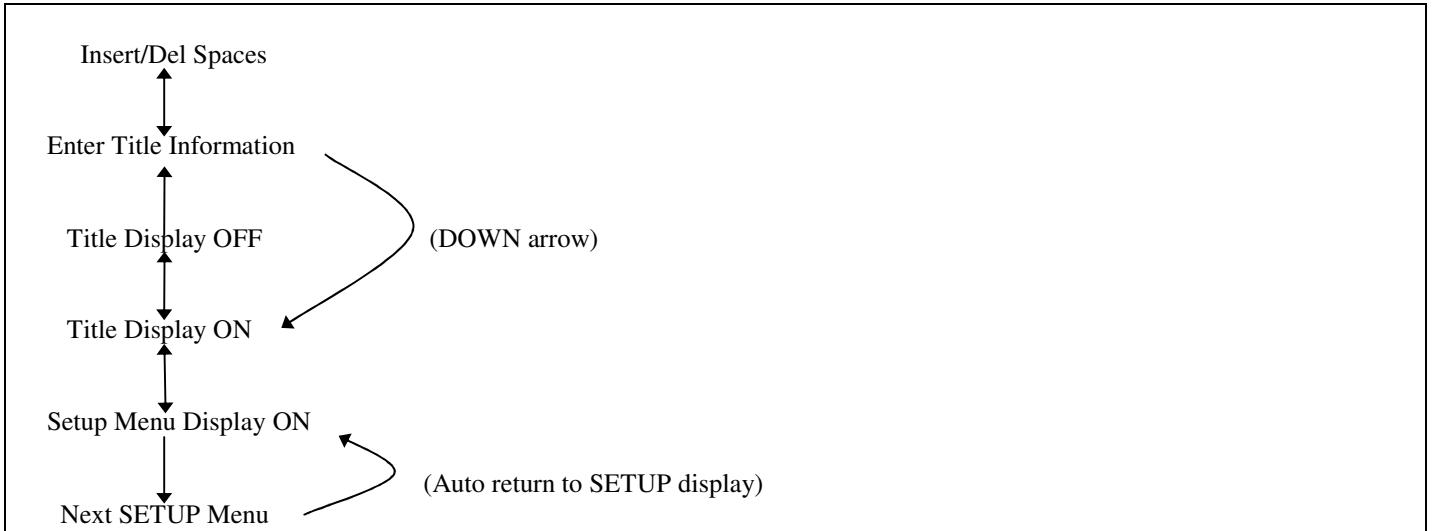 Insert/Del Spaces
Enter Title Information
Title Display OFF
(DOWN arrow)
Title Display ON
Setup Menu Display ON
(Auto return to SETUP display)
Next SETUP Menu